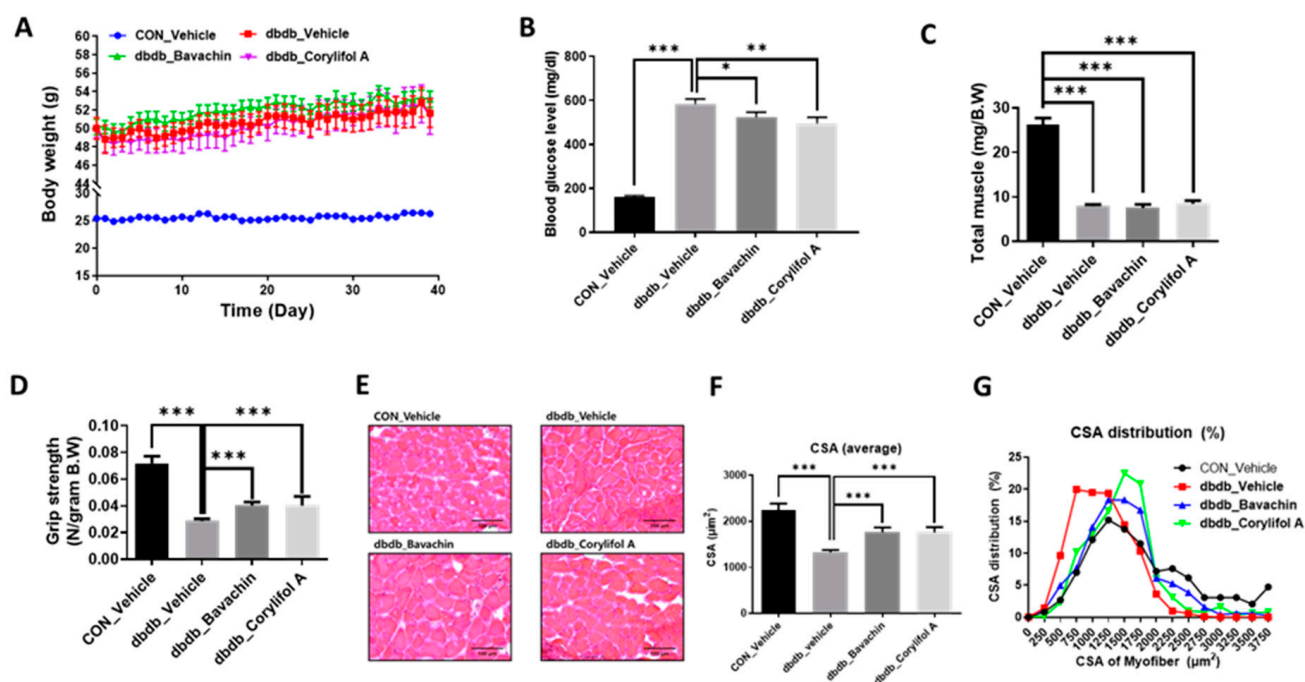 A
CON_Vehicle
dbdb_Vehicle
dbdb_Bavachin
dbdb_Corylifol A
Body weight (g)
60
58
56
54
52
50
48
46
44
30
25
20
15
0
10
20
30
40
Time (Day)
B
***
**
*
Blood glucose level (mg/dl)
800
600
400
200
0
CON_Vehicle
dbdb_Vehicle
dbdb_Bavachin
dbdb_Corylifol A
C
***
***
***
Total muscle (mg/B.W)
30
20
10
0
CON_Vehicle
dbdb_Vehicle
dbdb_Bavachin
dbdb_Corylifol A
D
***
***
***
Grip strength
(N/gram B.W)
0.10
0.08
0.06
0.04
0.02
0.00
CON_Vehicle
dbdb_Vehicle
dbdb_Bavachin
dbdb_Corylifol A
E
CON_Vehicle
dbdb_Vehicle
100 μm
dbdb_Bavachin
dbdb_Corylifol A
F
CSA (average)
***
***
***
CSA (μm²)
3000
2000
1000
0
CON_Vehicle
dbdb_vehicle
dbdb_Bavachin
dbdb_Corylifol A
G
CSA distribution (%)
CON_Vehicle
dbdb_Vehicle
dbdb_Bavachin
dbdb_Corylifol A
CSA distribution (%)
25
20
15
10
5
0
0
250
500
750
1000
1250
1500
1750
2000
2250
2500
2750
3000
3250
3500
3750
CSA of Myofiber (μm²)